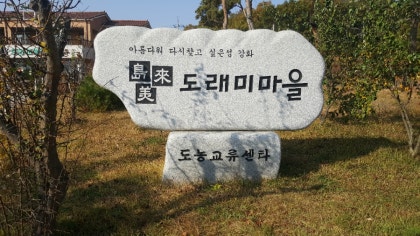 아름다워 다시찾고 싶은섬 강화
島來美 도래미마을
도농교류센타